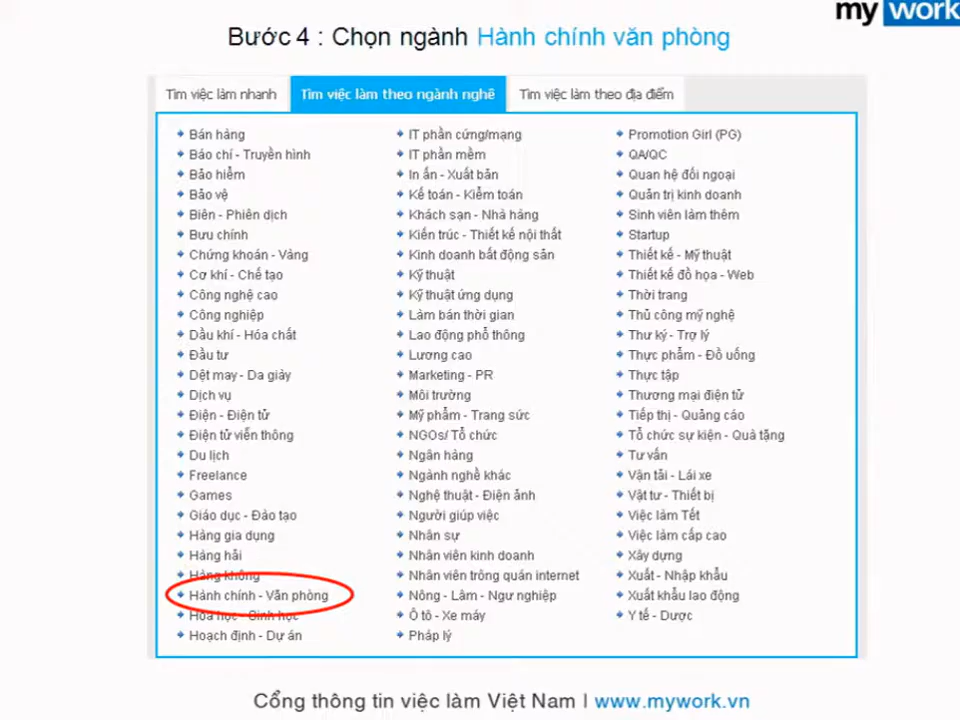 my work
Bước 4 : Chọn ngành Hành chính văn phòng
Tìm việc làm nhanh
Tìm việc làm theo ngành nghề
Tìm việc làm theo địa điểm
Bán hàng
Báo chí - Truyền hình
Bảo hiểm
Bảo vệ
Biên - Phiên dịch
Bưu chính
Chứng khoán - Vàng
Cơ khí - Chế tạo
Công nghệ cao
Công nghiệp
Dầu khí - Hóa chất
Đầu tư
Dệt may - Da giày
Dịch vụ
Điện - Điện tử
Điện tử viễn thông
Du lịch
Freelance
Games
Giáo dục - Đào tạo
Hàng gia dụng
Hàng hải
Hàng không
Hành chính - Văn phòng
Hóa học - Sinh học
Hoạch định - Dự án
IT phần cứng/mạng
IT phần mềm
In ấn - Xuất bản
Kế toán - Kiểm toán
Khách sạn - Nhà hàng
Kiến trúc - Thiết kế nội thất
Kinh doanh bất động sản
Kỹ thuật
Kỹ thuật ứng dụng
Làm bán thời gian
Lao động phổ thông
Lương cao
Marketing - PR
Môi trường
Mỹ phẩm - Trang sức
NGOs/ Tổ chức
Ngân hàng
Ngành nghề khác
Nghệ thuật - Điện ảnh
Người giúp việc
Nhân sự
Nhân viên kinh doanh
Nhân viên trông quán internet
Nông - Lâm - Ngư nghiệp
Ô tô - Xe máy
Pháp lý
Promotion Girl (PG)
QA/QC
Quan hệ đối ngoại
Quản trị kinh doanh
Sinh viên làm thêm
Startup
Thiết kế - Mỹ thuật
Thiết kế đồ họa - Web
Thời trang
Thủ công mỹ nghệ
Thư ký - Trợ lý
Thực phẩm - Đồ uống
Thực tập
Thương mại điện tử
Tiếp thị - Quảng cáo
Tổ chức sự kiện - Quà tặng
Tư vấn
Vận tải - Lái xe
Vật tư - Thiết bị
Việc làm Tết
Việc làm cấp cao
Xây dựng
Xuất - Nhập khẩu
Xuất khẩu lao động
Y tế - Dược
Cổng thông tin việc làm Việt Nam | www.mywork.vn